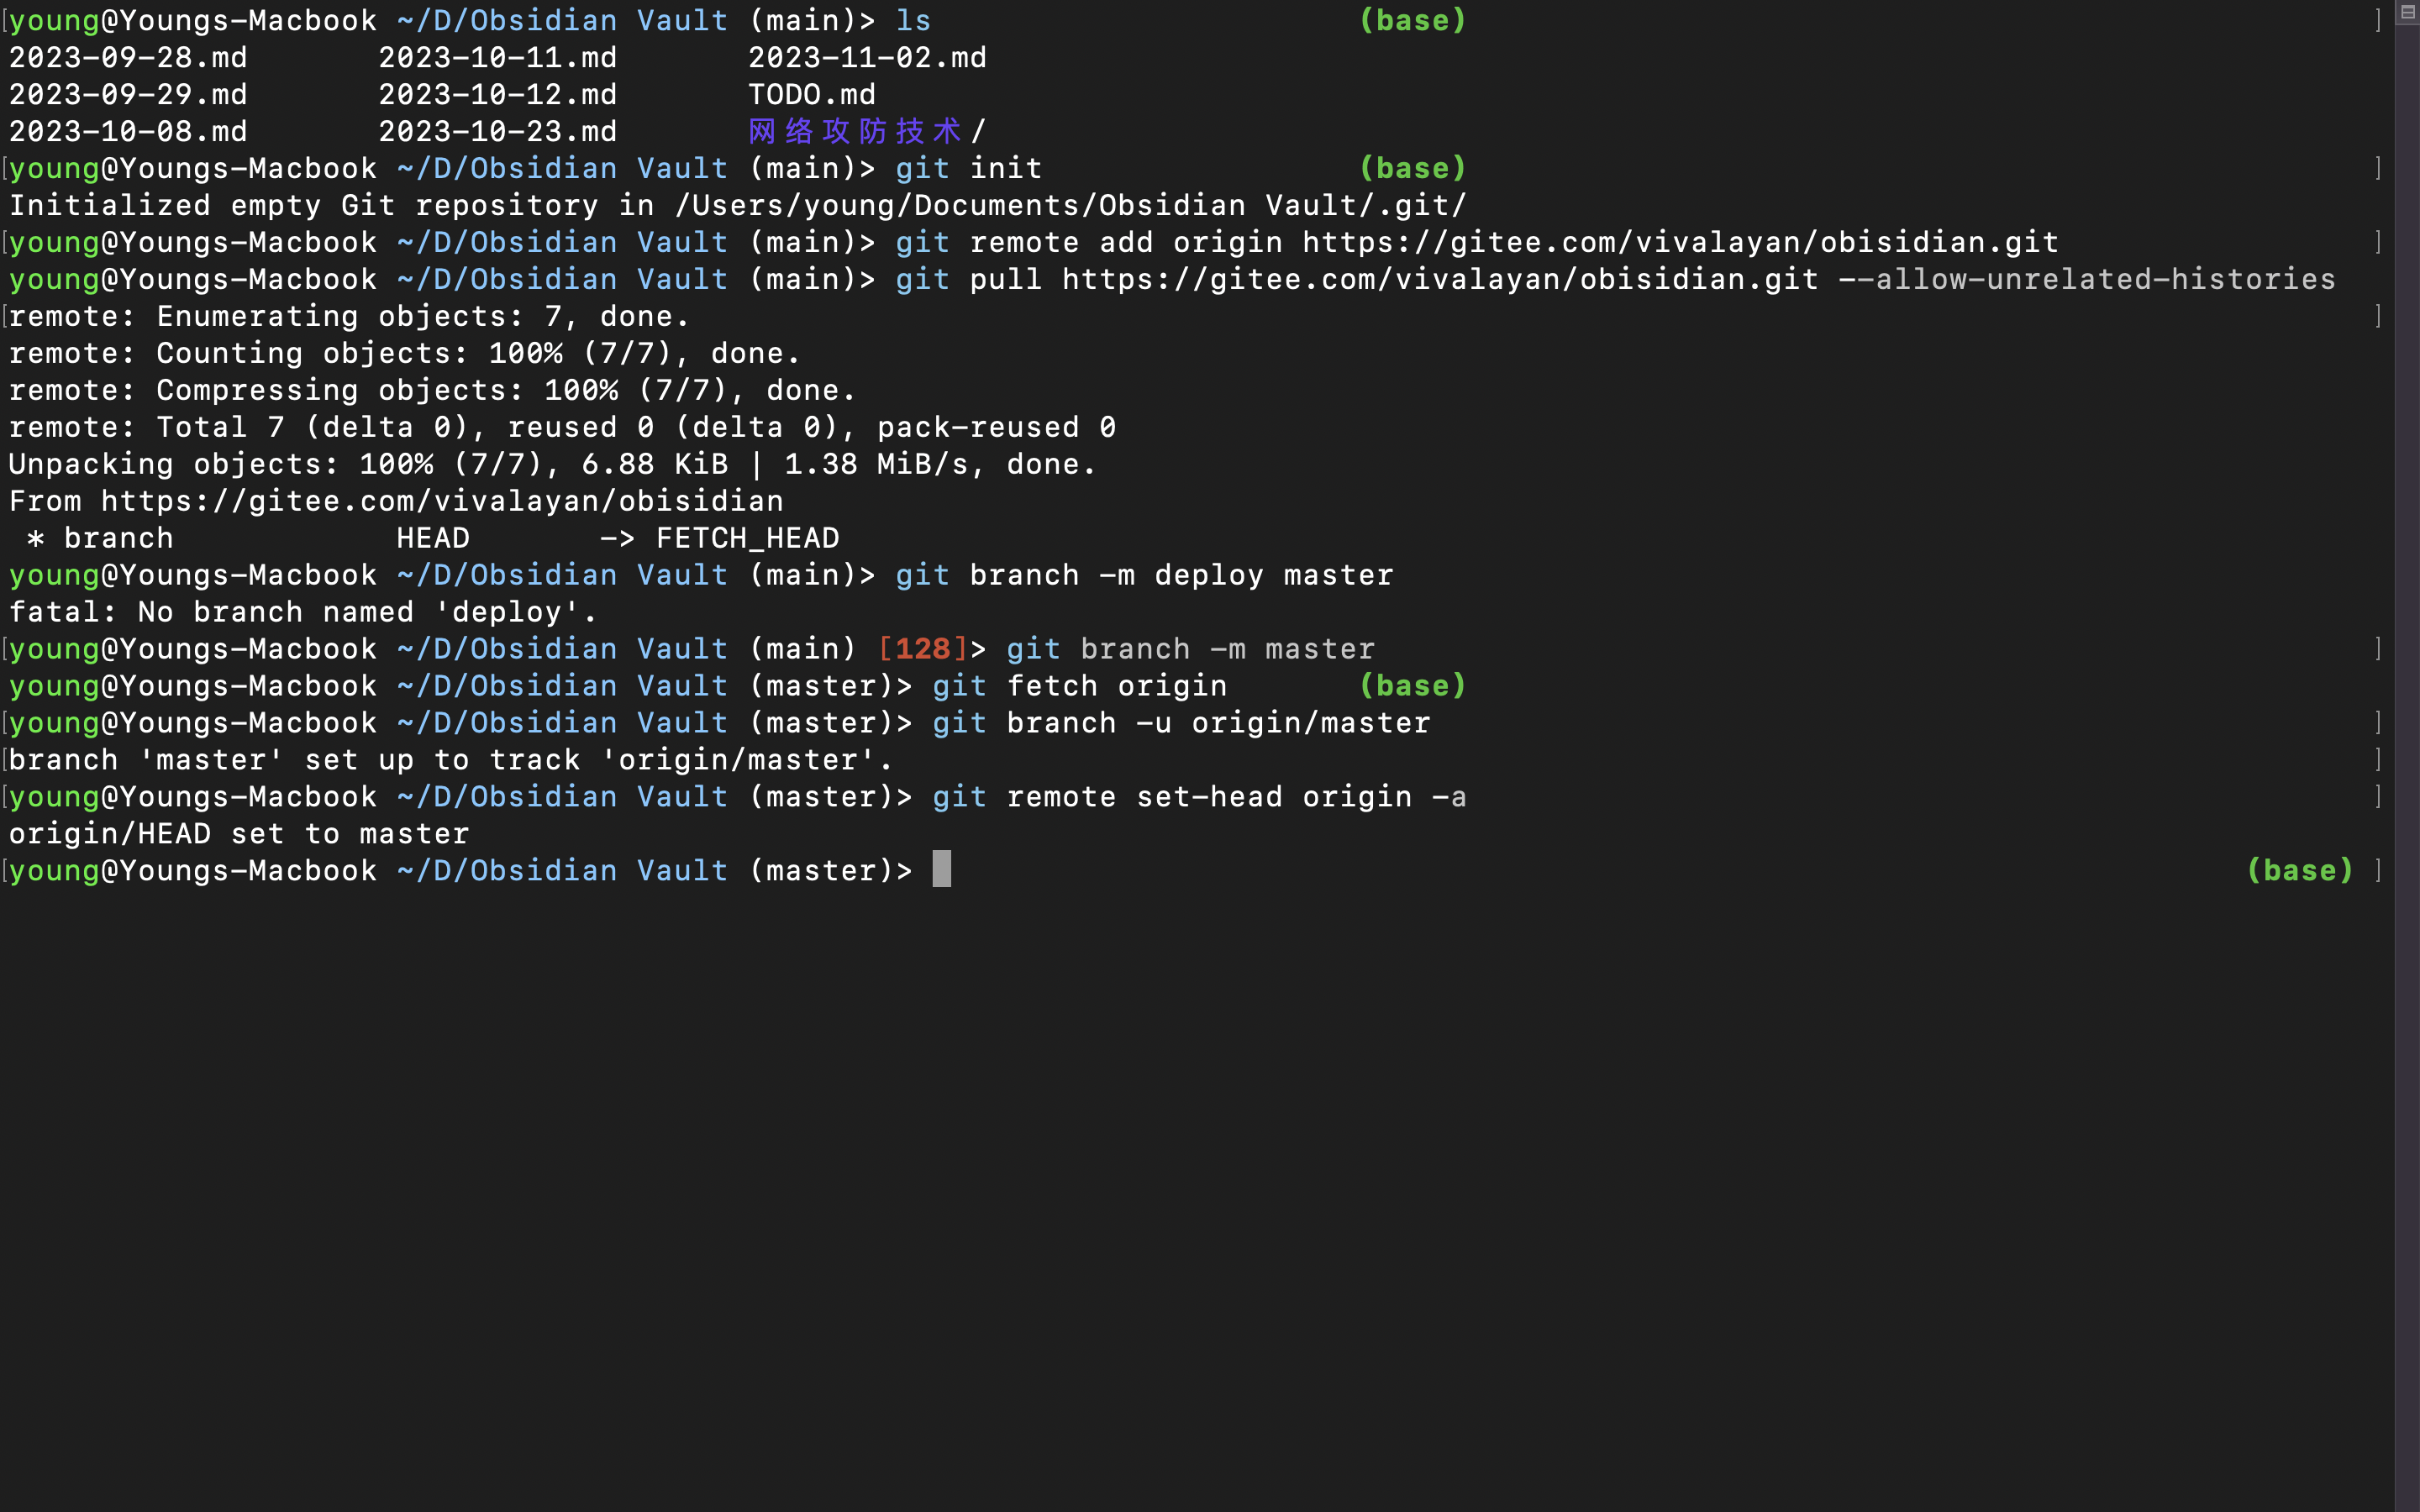 young@Youngs-Macbook ~/D/Obsidian Vault (main)> ls (base)
2023-09-28.md 2023-10-11.md 2023-11-02.md
2023-09-29.md 2023-10-12.md TODO.md
2023-10-08.md 2023-10-23.md 网络攻防技术/
young@Youngs-Macbook ~/D/Obsidian Vault (main)> git init (base)
Initialized empty Git repository in /Users/young/Documents/Obsidian Vault/.git/
young@Youngs-Macbook ~/D/Obsidian Vault (main)> git remote add origin https://gitee.com/vivalayan/obisidian.git
young@Youngs-Macbook ~/D/Obsidian Vault (main)> git pull https://gitee.com/vivalayan/obisidian.git --allow-unrelated-histories
remote: Enumerating objects: 7, done.
remote: Counting objects: 100% (7/7), done.
remote: Compressing objects: 100% (7/7), done.
remote: Total 7 (delta 0), reused 0 (delta 0), pack-reused 0
Unpacking objects: 100% (7/7), 6.88 KiB | 1.38 MiB/s, done.
From https://gitee.com/vivalayan/obisidian
 * branch HEAD -> FETCH_HEAD
young@Youngs-Macbook ~/D/Obsidian Vault (main)> git branch -m deploy master
fatal: No branch named 'deploy'.
young@Youngs-Macbook ~/D/Obsidian Vault (main) [128]> git branch -m master
young@Youngs-Macbook ~/D/Obsidian Vault (master)> git fetch origin (base)
young@Youngs-Macbook ~/D/Obsidian Vault (master)> git branch -u origin/master
branch 'master' set up to track 'origin/master'.
young@Youngs-Macbook ~/D/Obsidian Vault (master)> git remote set-head origin -a
origin/HEAD set to master
young@Youngs-Macbook ~/D/Obsidian Vault (master)> (base)